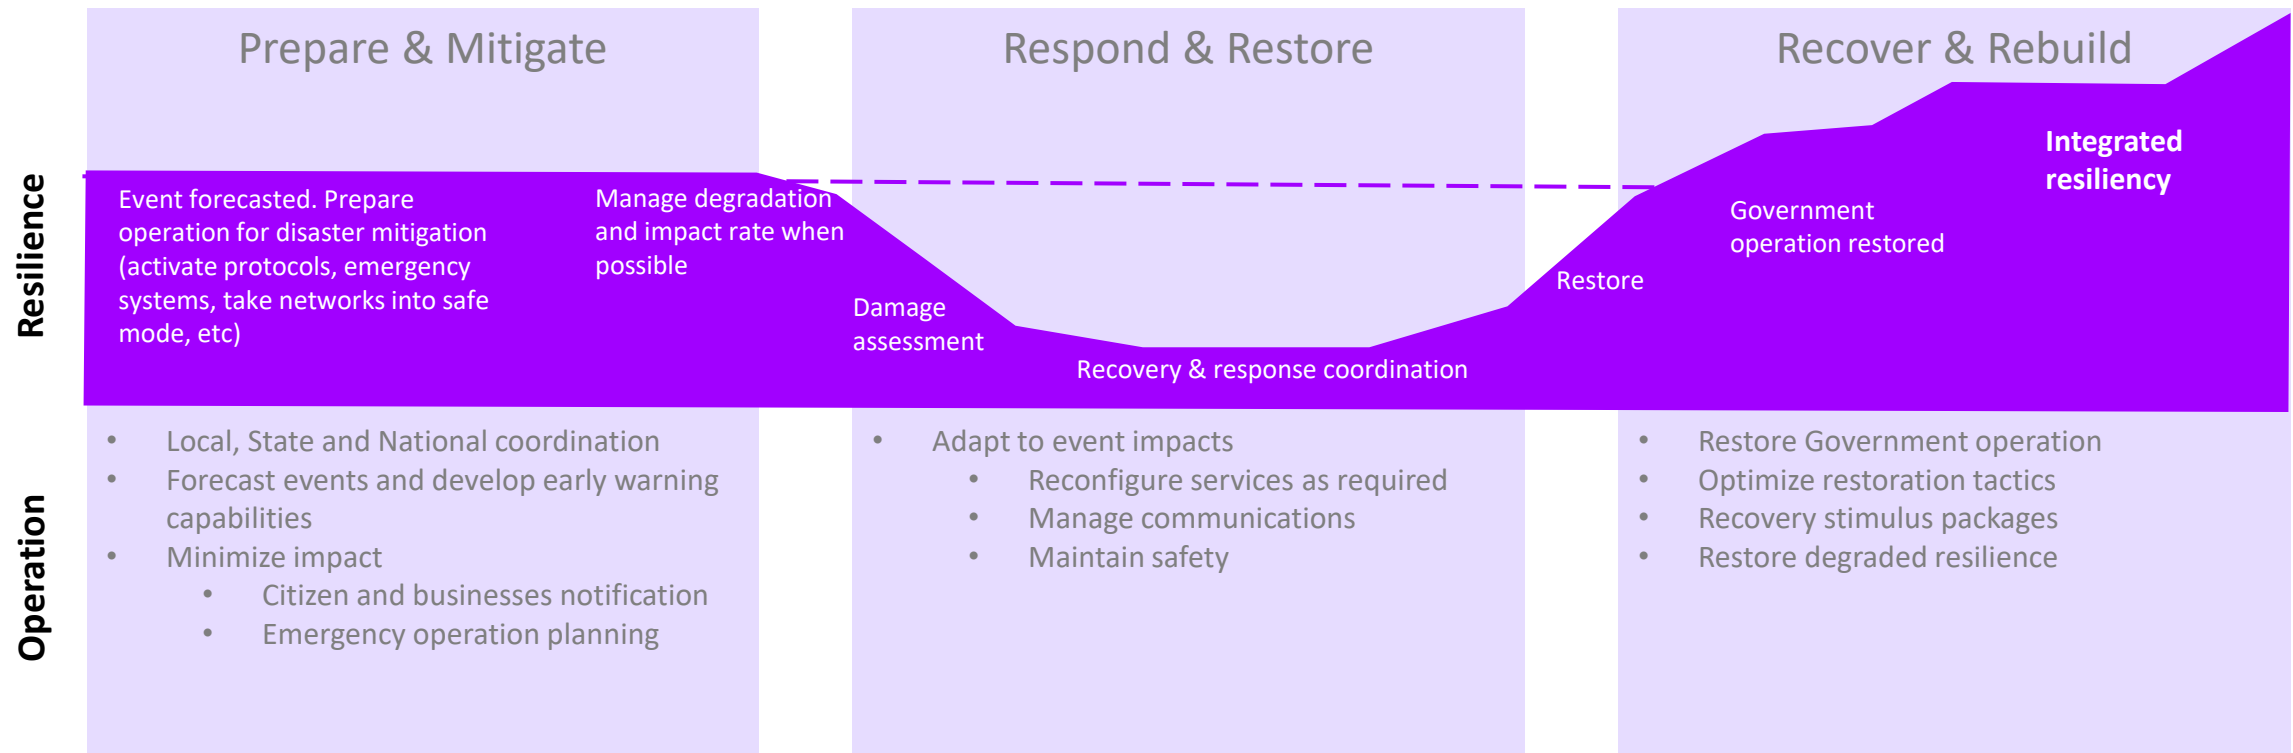 Prepare & Mitigate
Respond & Restore
Recover & Rebuild
Resilience
Event forecasted. Prepare
operation for disaster mitigation
(activate protocols, emergency
systems, take networks into safe
mode, etc)
Manage degradation
and impact rate when
possible
Damage
assessment
Recovery & response coordination
Restore
Government
operation restored
Integrated
resiliency
Operation
• Local, State and National coordination
• Forecast events and develop early warning
capabilities
• Minimize impact
• Citizen and businesses notification
• Emergency operation planning
• Adapt to event impacts
• Reconfigure services as required
• Manage communications
• Maintain safety
• Restore Government operation
• Optimize restoration tactics
• Recovery stimulus packages
• Restore degraded resilience